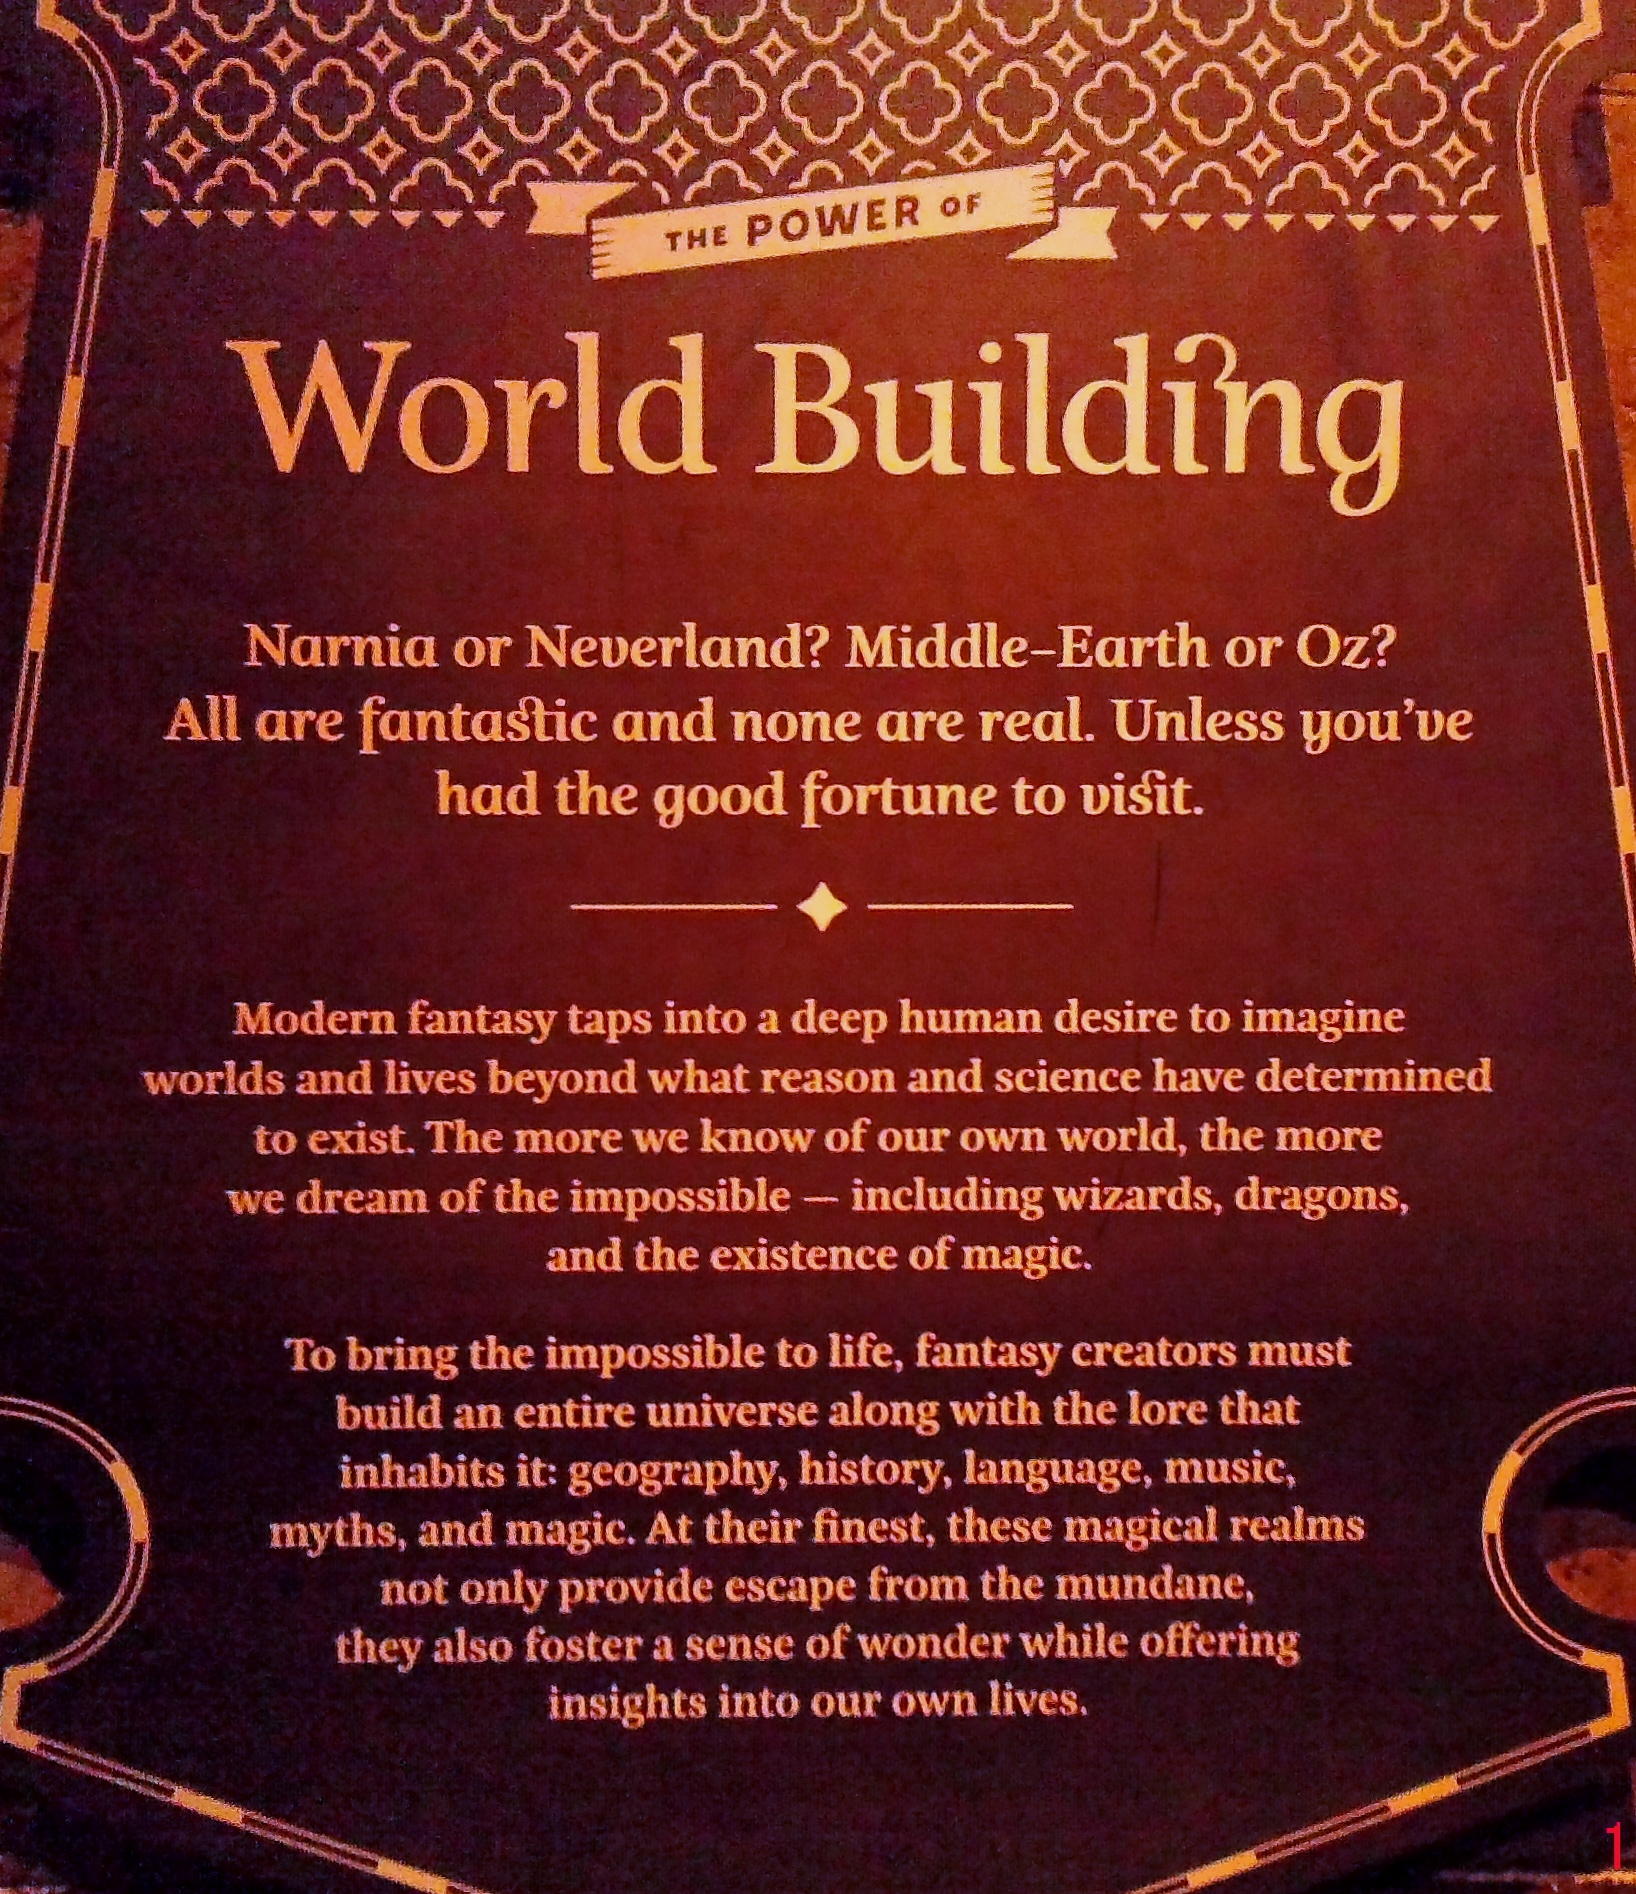 THE POWER OF
World Building
Narnia or Neverland? Middle-Earth or Oz?
All are fantastic and none are real. Unless you've
had the good fortune to visit.
Modern fantasy taps into a deep human desire to imagine
worlds and lives beyond what reason and science have determined
to exist. The more we know of our own world, the more
we dream of the impossible — including wizards, dragons,
and the existence of magic.
To bring the impossible to life, fantasy creators must
build an entire universe along with the lore that
inhabits it: geography, history, language, music,
myths, and magic. At their finest, these magical realms
not only provide escape from the mundane,
they also foster a sense of wonder while offering
insights into our own lives.
1